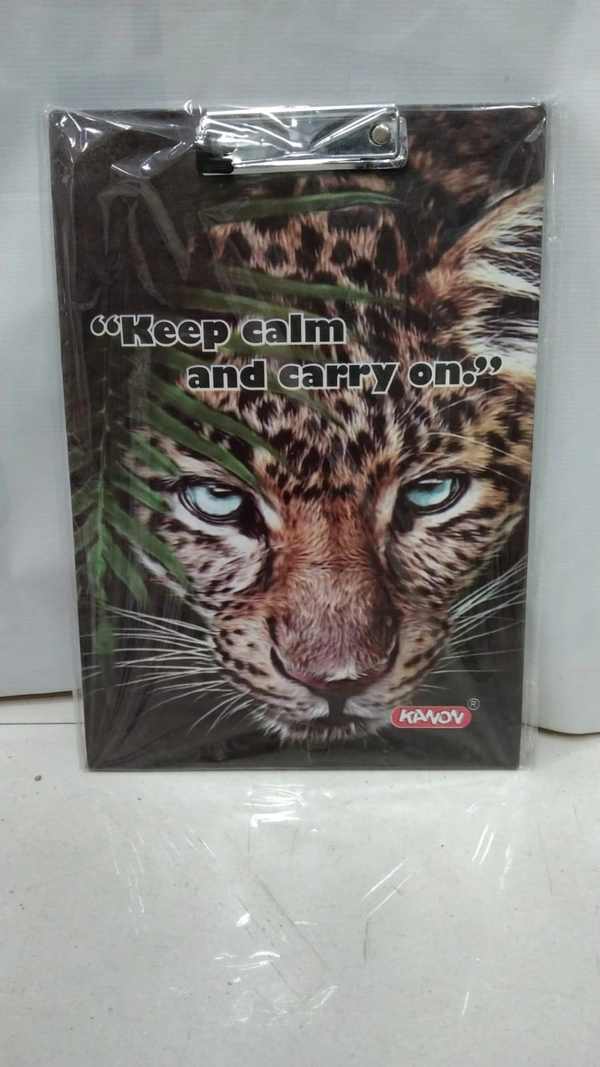 “Keep calm
and carry on.”
KANOV ®